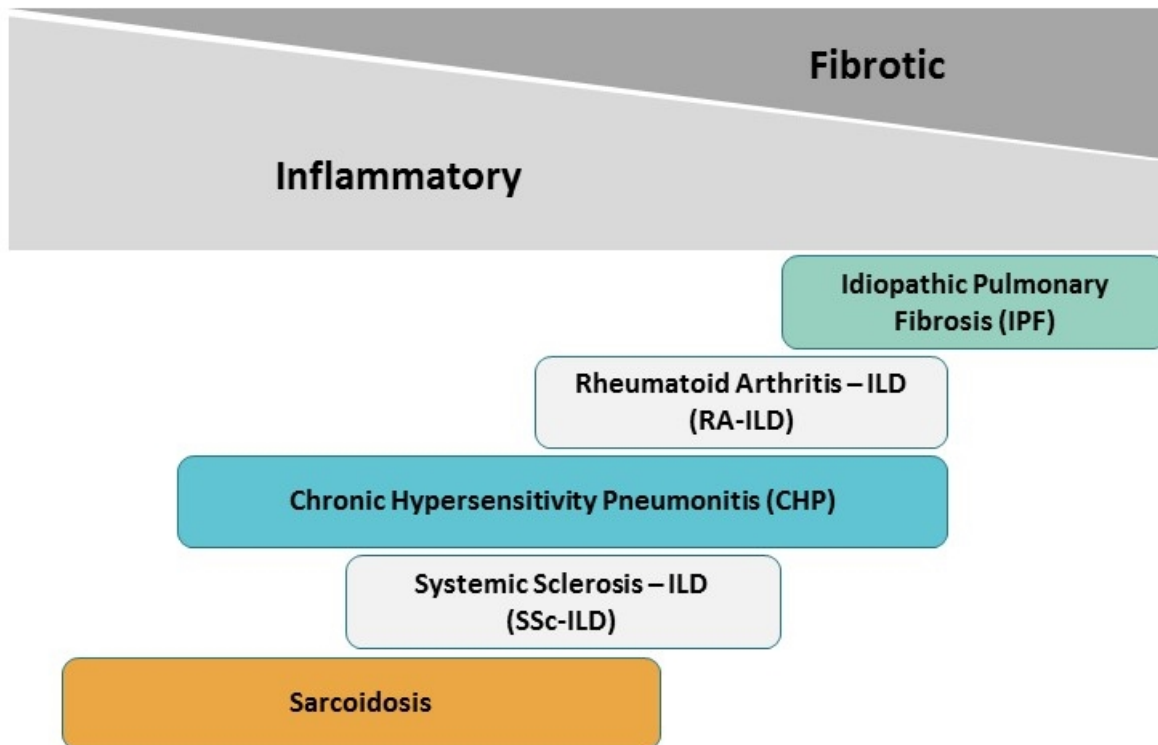 Fibrotic
Inflammatory
Idiopathic Pulmonary
Fibrosis (IPF)
Rheumatoid Arthritis – ILD
(RA-ILD)
Chronic Hypersensitivity Pneumonitis (CHP)
Systemic Sclerosis – ILD
(SSc-ILD)
Sarcoidosis